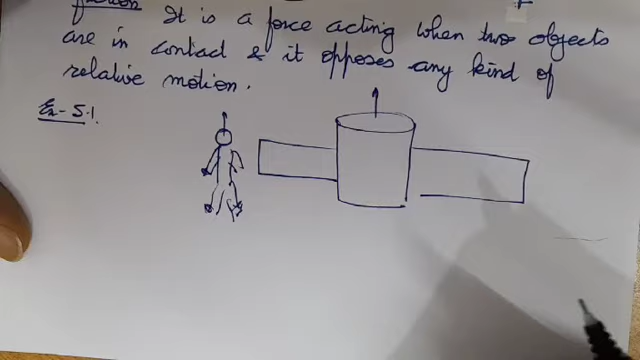 friction It is a force acting when two objects
are in contact & it opposes any kind of
relative motion.
Ex - 5.1.